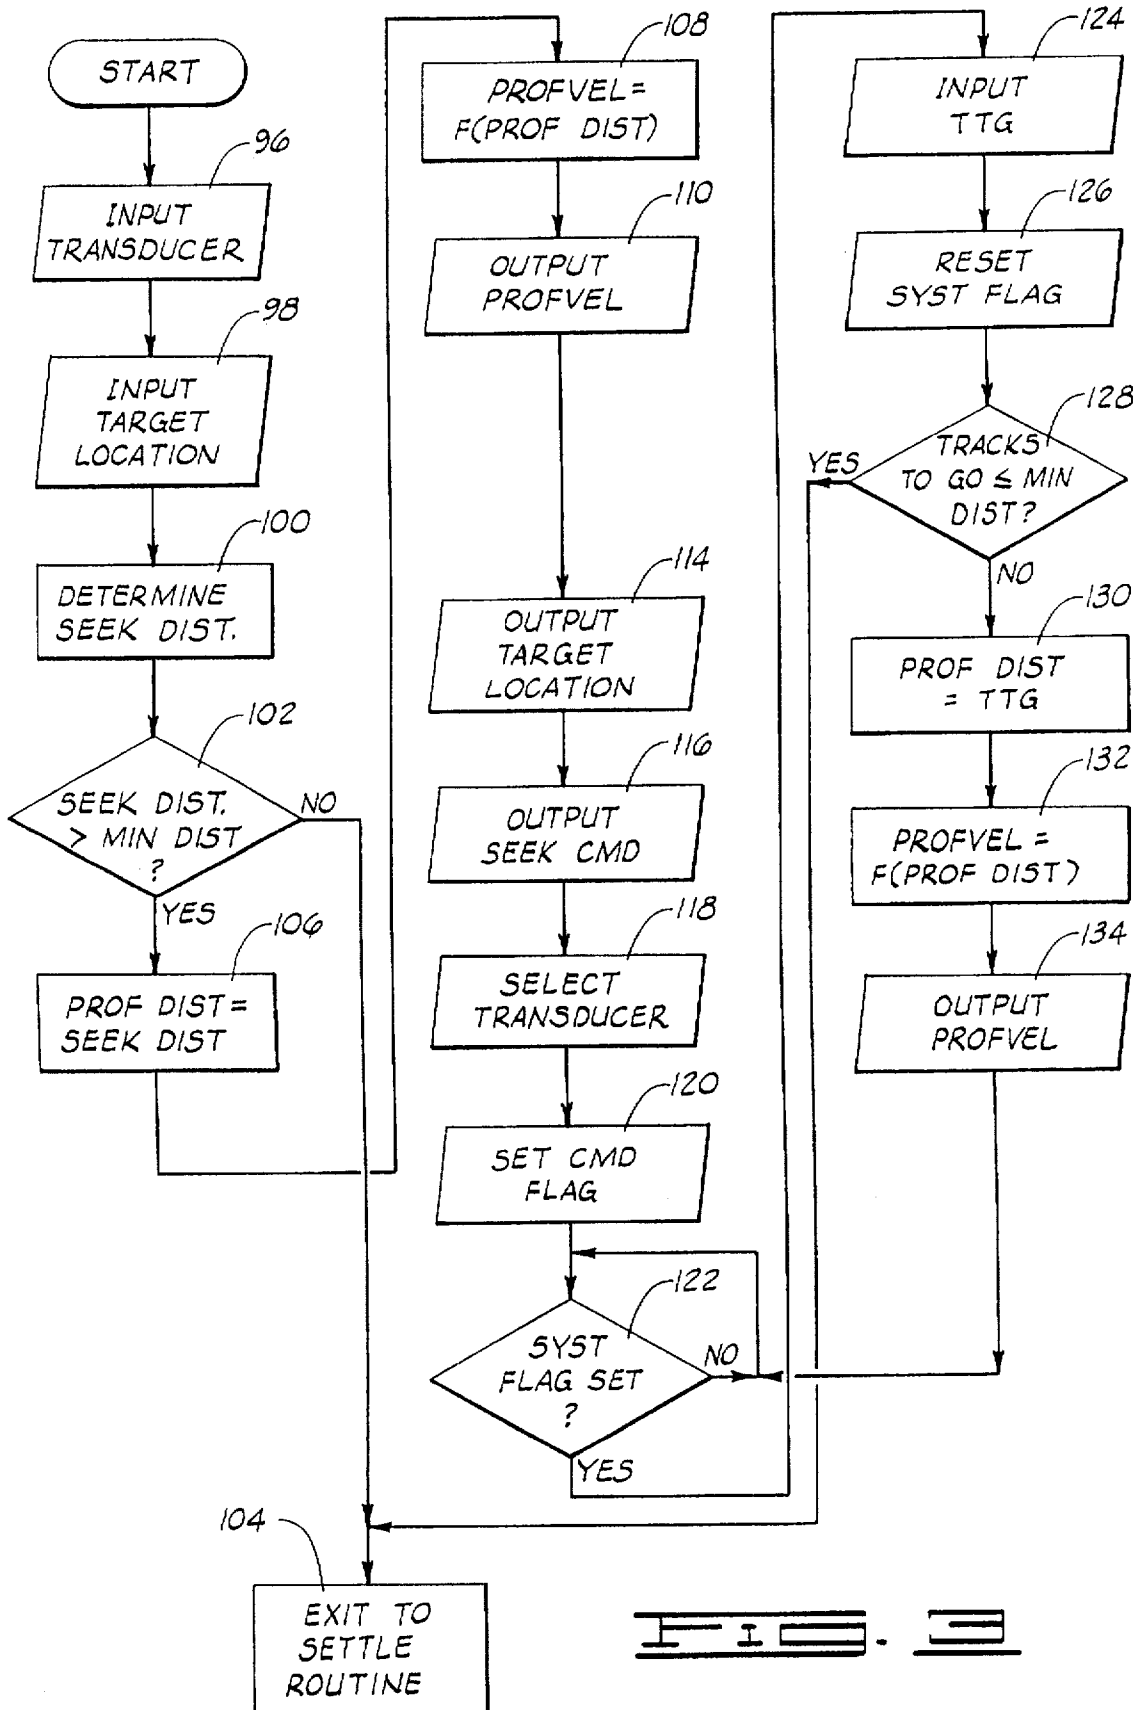 START
96
INPUT
TRANSDUCER
98
INPUT
TARGET
LOCATION
100
DETERMINE
SEEK DIST.
102
SEEK DIST.
> MIN DIST
?
NO
YES
106
PROF DIST =
SEEK DIST
108
PROFVEL =
F(PROF DIST)
110
OUTPUT
PROFVEL
114
OUTPUT
TARGET
LOCATION
116
OUTPUT
SEEK CMD
118
SELECT
TRANSDUCER
120
SET CMD
FLAG
122
SYST
FLAG SET
?
NO
YES
124
INPUT
TTG
126
RESET
SYST FLAG
128
TRACKS
TO GO ≤ MIN
DIST?
YES
NO
130
PROF DIST
= TTG
132
PROFVEL =
F(PROF DIST)
134
OUTPUT
PROFVEL
104
EXIT TO
SETTLE
ROUTINE